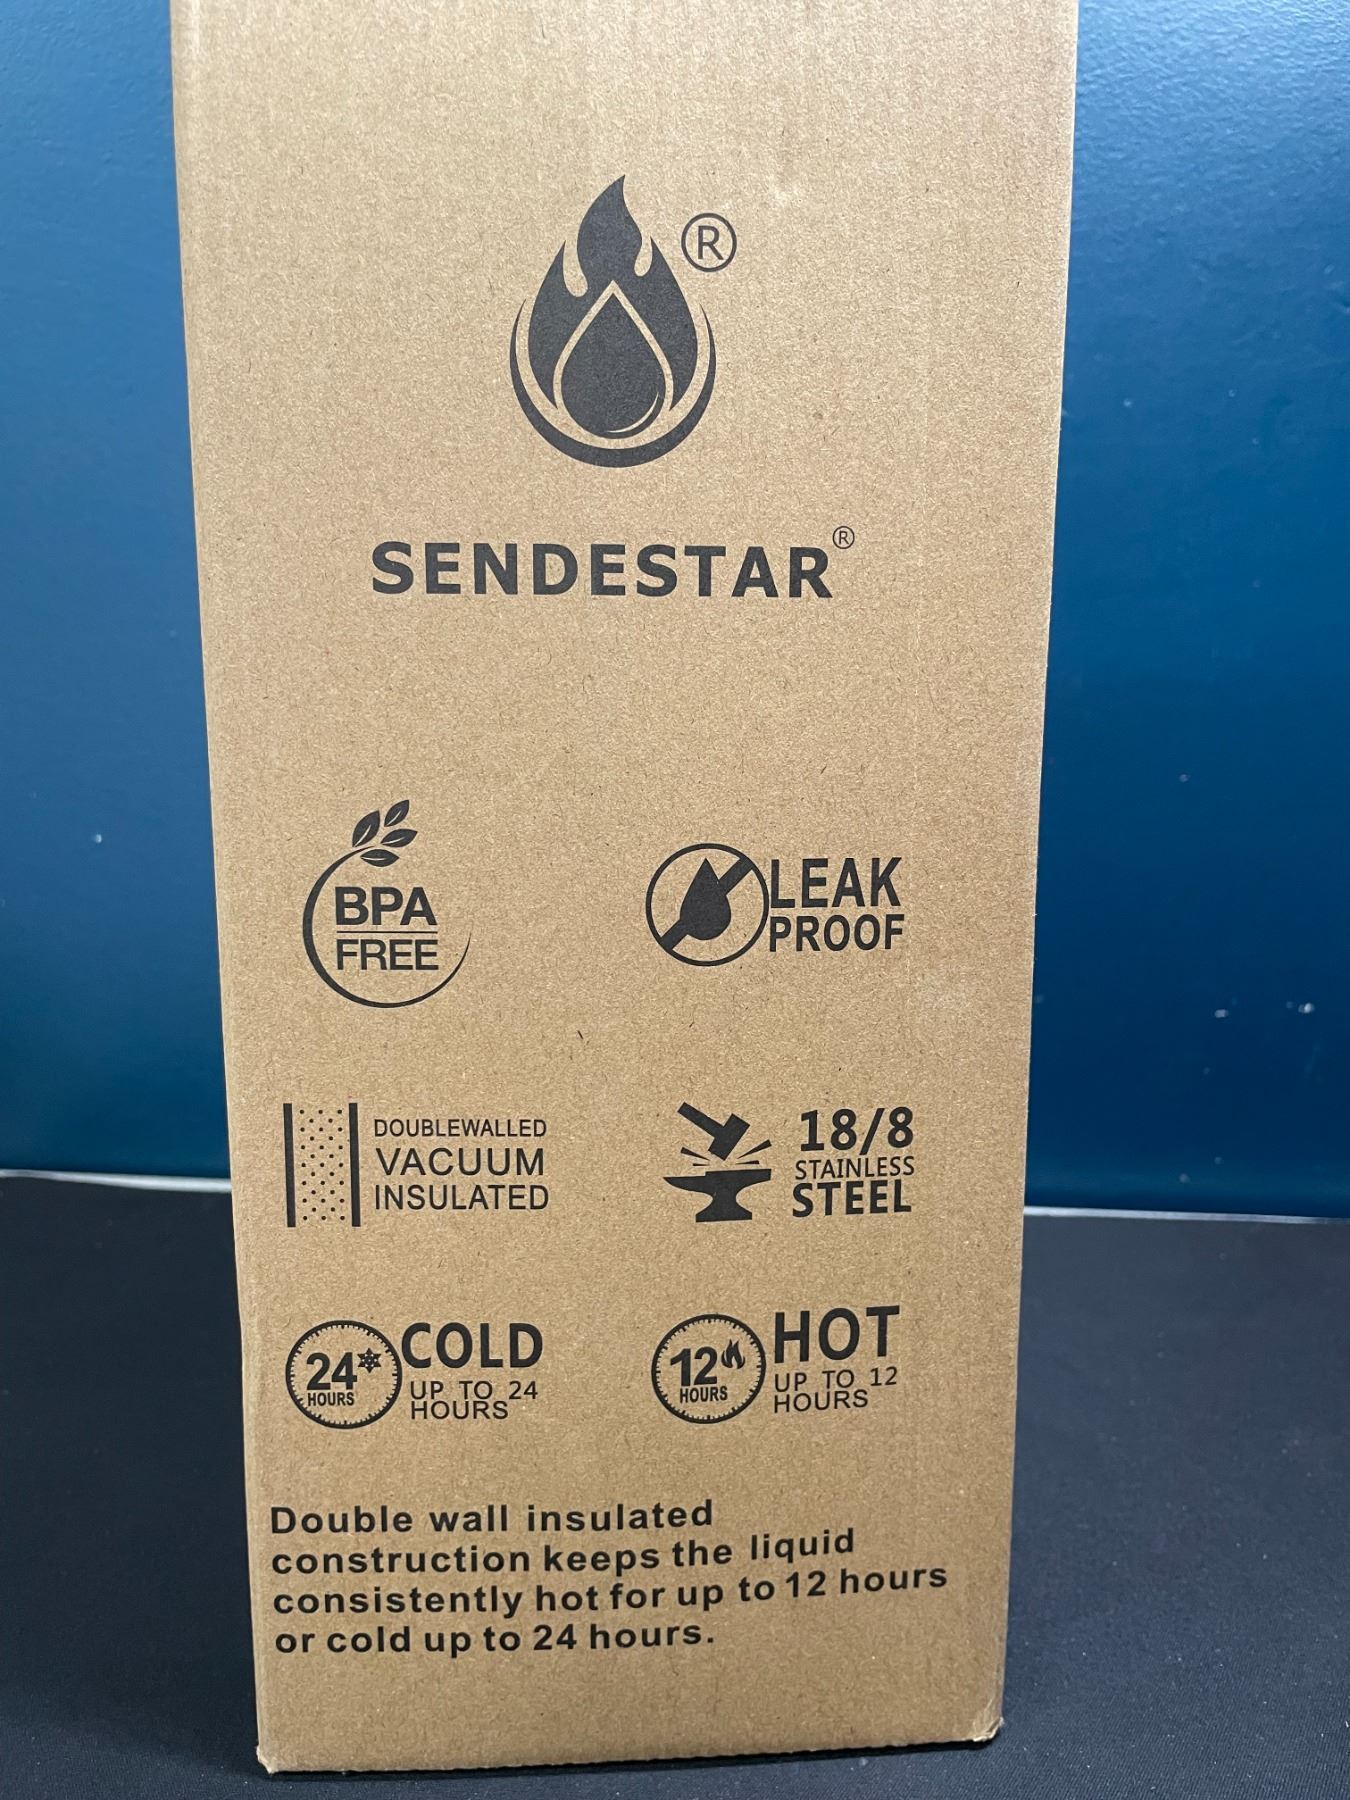 ®
SENDESTAR®
BPA
FREE
LEAK
PROOF
DOUBLEWALLED
VACUUM
INSULATED
18/8
STAINLESS
STEEL
24
HOURS
COLD
UP TO 24
HOURS
12
HOURS
HOT
UP TO 12
HOURS
Double wall insulated
construction keeps the liquid
consistently hot for up to 12 hours
or cold up to 24 hours.